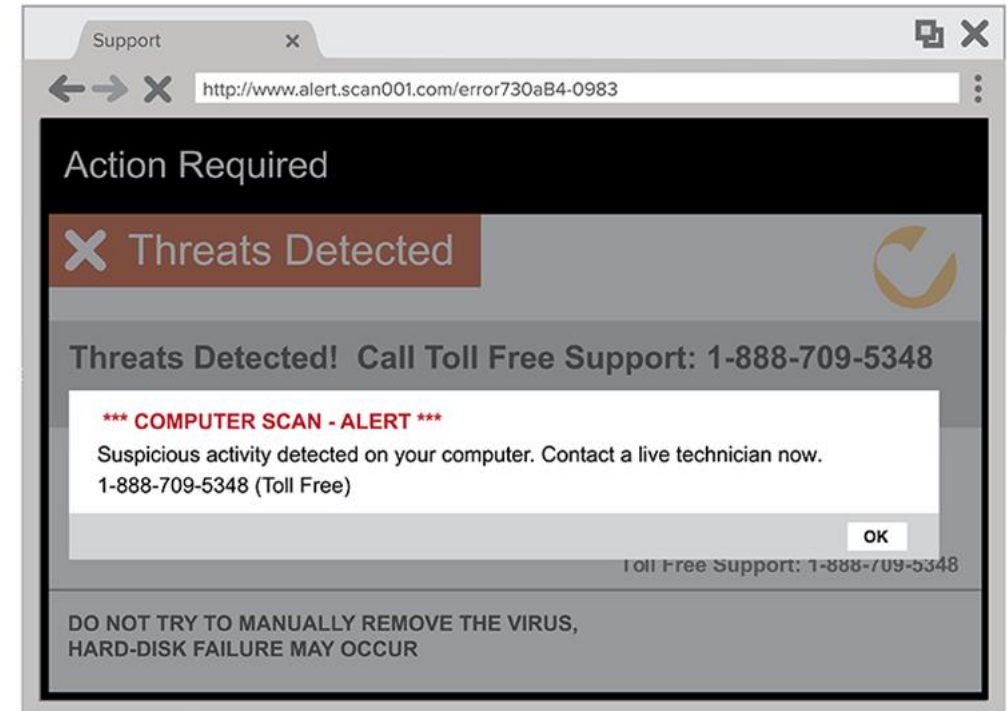 Support
http://www.alert.scan001.com/error730aB4-0983
Action Required
Threats Detected
Threats Detected! Call Toll Free Support: 1-888-709-5348
*** COMPUTER SCAN - ALERT ***
Suspicious activity detected on your computer. Contact a live technician now.
1-888-709-5348 (Toll Free)
OK
Toll Free Support: 1-888-709-5348
DO NOT TRY TO MANUALLY REMOVE THE VIRUS,
HARD-DISK FAILURE MAY OCCUR